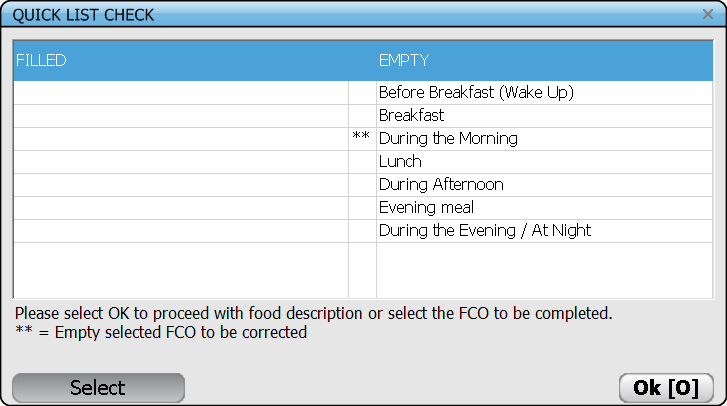 QUICK LIST CHECK
FILLED EMPTY
Before Breakfast (Wake Up)
Breakfast
** During the Morning
Lunch
During Afternoon
Evening meal
During the Evening / At Night
Please select OK to proceed with food description or select the FCO to be completed.
** = Empty selected FCO to be corrected
Select Ok [O]